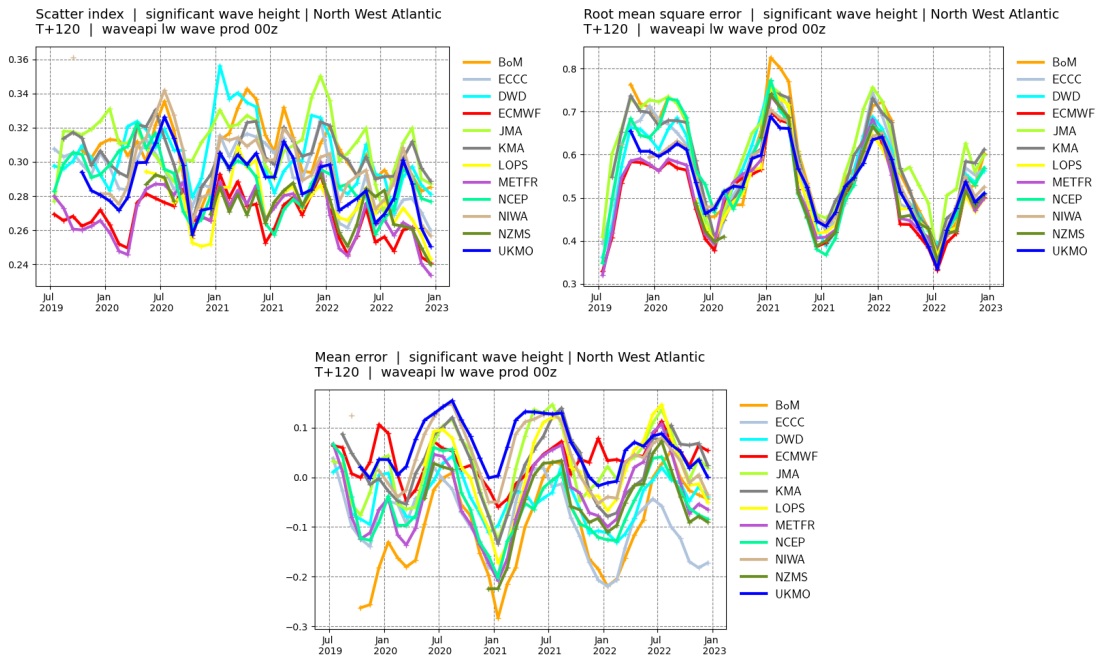 Scatter index | significant wave height | North West Atlantic
T+120 | waveapi lw wave prod 00z
0.36
0.34
0.32
0.30
0.28
0.26
0.24
Jul 2019
Jan 2020
Jul 2020
Jan 2021
Jul 2021
Jan 2022
Jul 2022
Jan 2023
BoM
ECCC
DWD
ECMWF
JMA
KMA
LOPS
METFR
NCEP
NIWA
NZMS
UKMO
Root mean square error | significant wave height | North West Atlantic
T+120 | waveapi lw wave prod 00z
0.8
0.7
0.6
0.5
0.4
0.3
Jul 2019
Jan 2020
Jul 2020
Jan 2021
Jul 2021
Jan 2022
Jul 2022
Jan 2023
BoM
ECCC
DWD
ECMWF
JMA
KMA
LOPS
METFR
NCEP
NIWA
NZMS
UKMO
Mean error | significant wave height | North West Atlantic
T+120 | waveapi lw wave prod 00z
0.1
0.0
−0.1
−0.2
−0.3
Jul 2019
Jan 2020
Jul 2020
Jan 2021
Jul 2021
Jan 2022
Jul 2022
Jan 2023
BoM
ECCC
DWD
ECMWF
JMA
KMA
LOPS
METFR
NCEP
NIWA
NZMS
UKMO